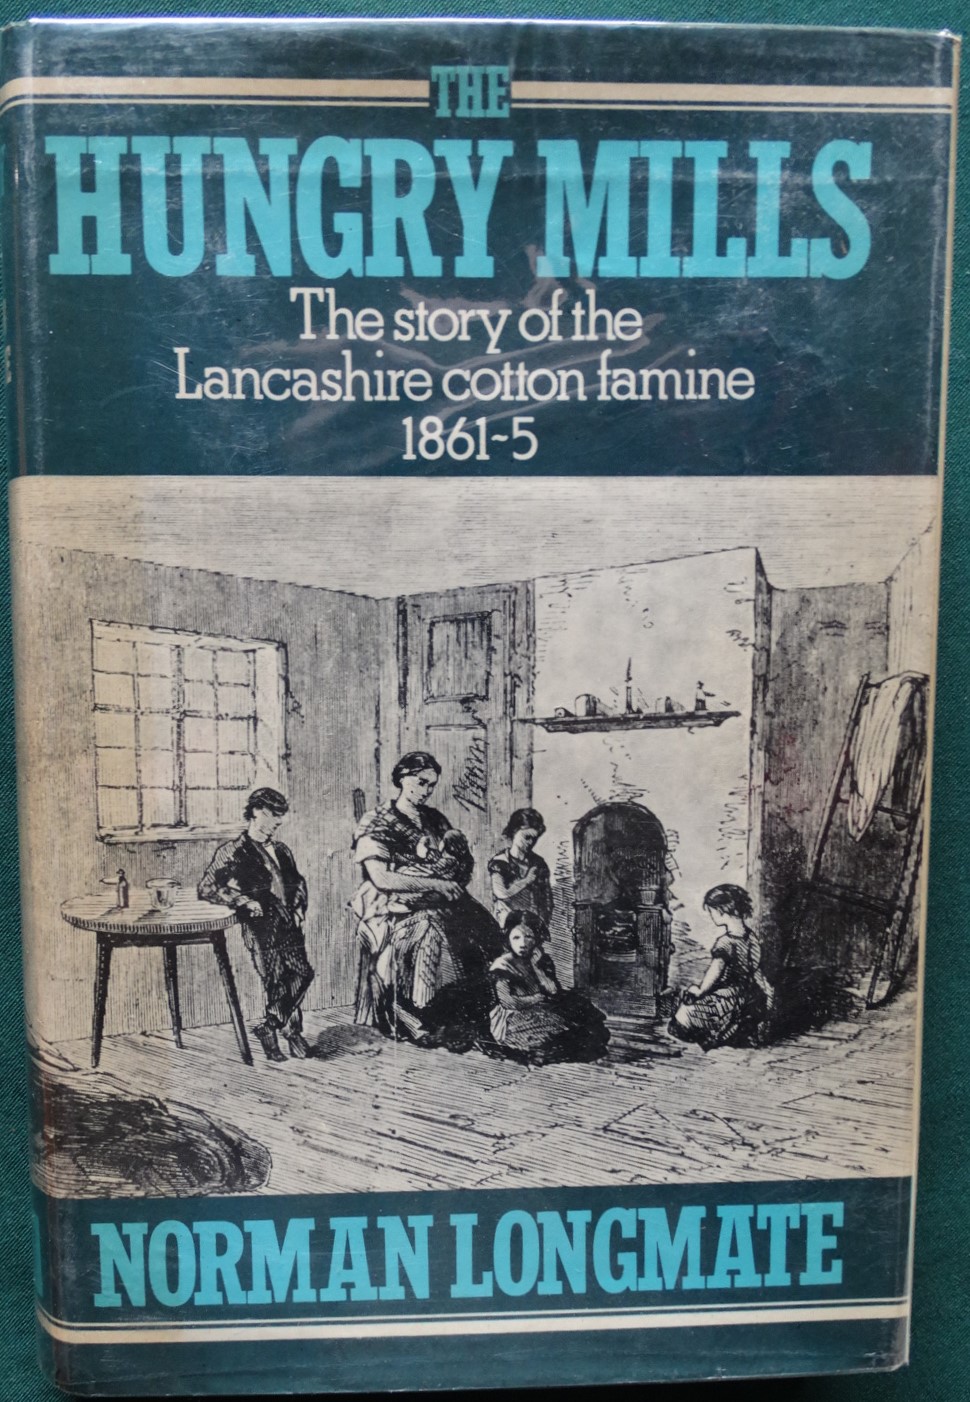 THE
HUNGRY MILLS
The story of the
Lancashire cotton famine
1861~5
NORMAN LONGMATE